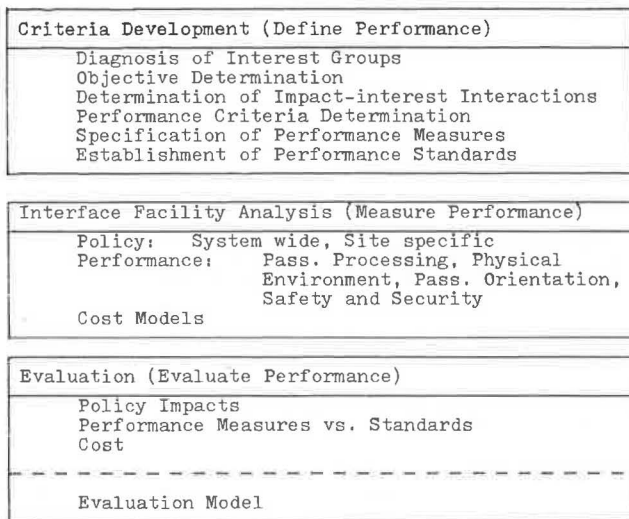 Criteria Development (Define Performance)
Diagnosis of Interest Groups
Objective Determination
Determination of Impact-interest Interactions
Performance Criteria Determination
Specification of Performance Measures
Establishment of Performance Standards
Interface Facility Analysis (Measure Performance)
Policy: System wide, Site specific
Performance: Pass. Processing, Physical
Environment, Pass. Orientation,
Safety and Security
Cost Models
Evaluation (Evaluate Performance)
Policy Impacts
Performance Measures vs. Standards
Cost
Evaluation Model